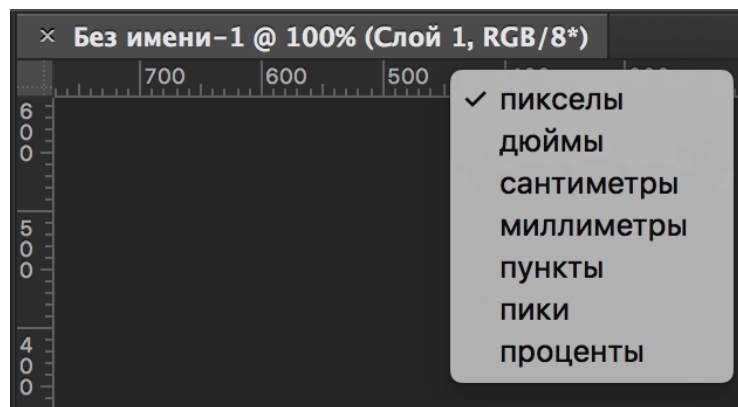 × Без имени-1 @ 100% (Слой 1, RGB/8*)
700 600 500
600
500
400
✓ пикселы
дюймы
сантиметры
миллиметры
пункты
пики
проценты